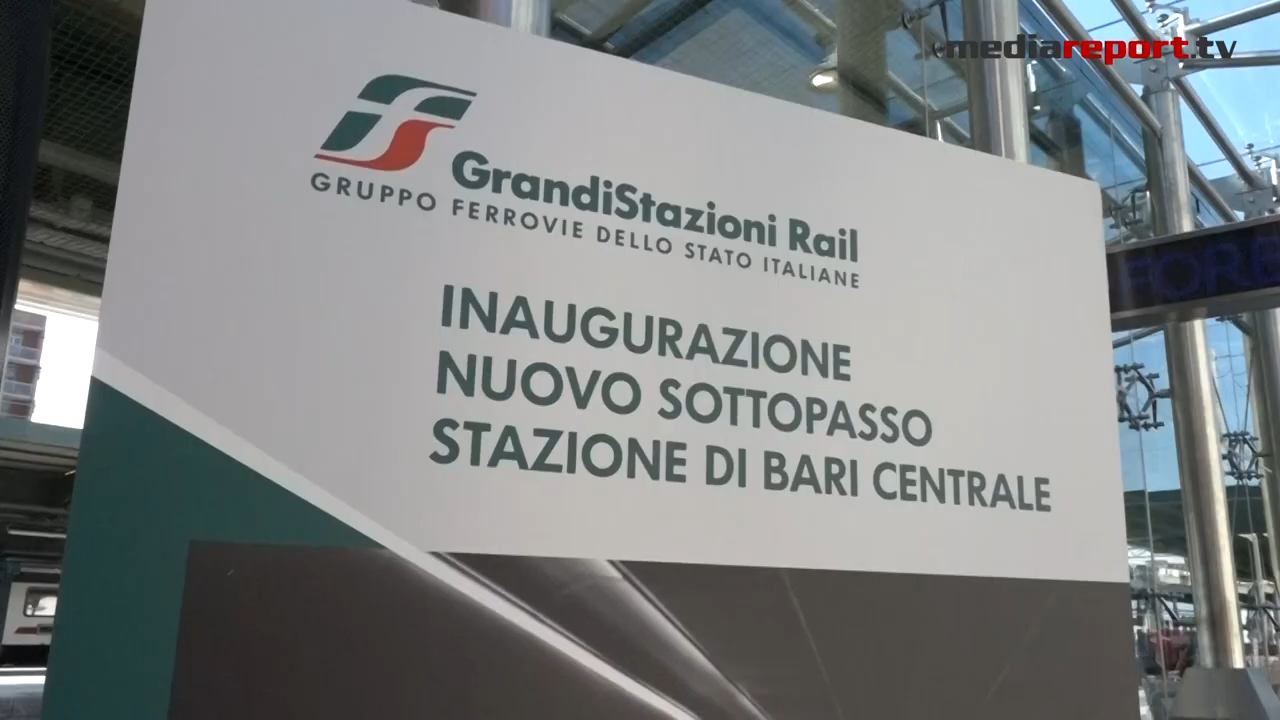 mediareport.tv
GrandiStazioni Rail
GRUPPO FERROVIE DELLO STATO ITALIANE
INAUGURAZIONE
NUOVO SOTTOPASSO
STAZIONE DI BARI CENTRALE